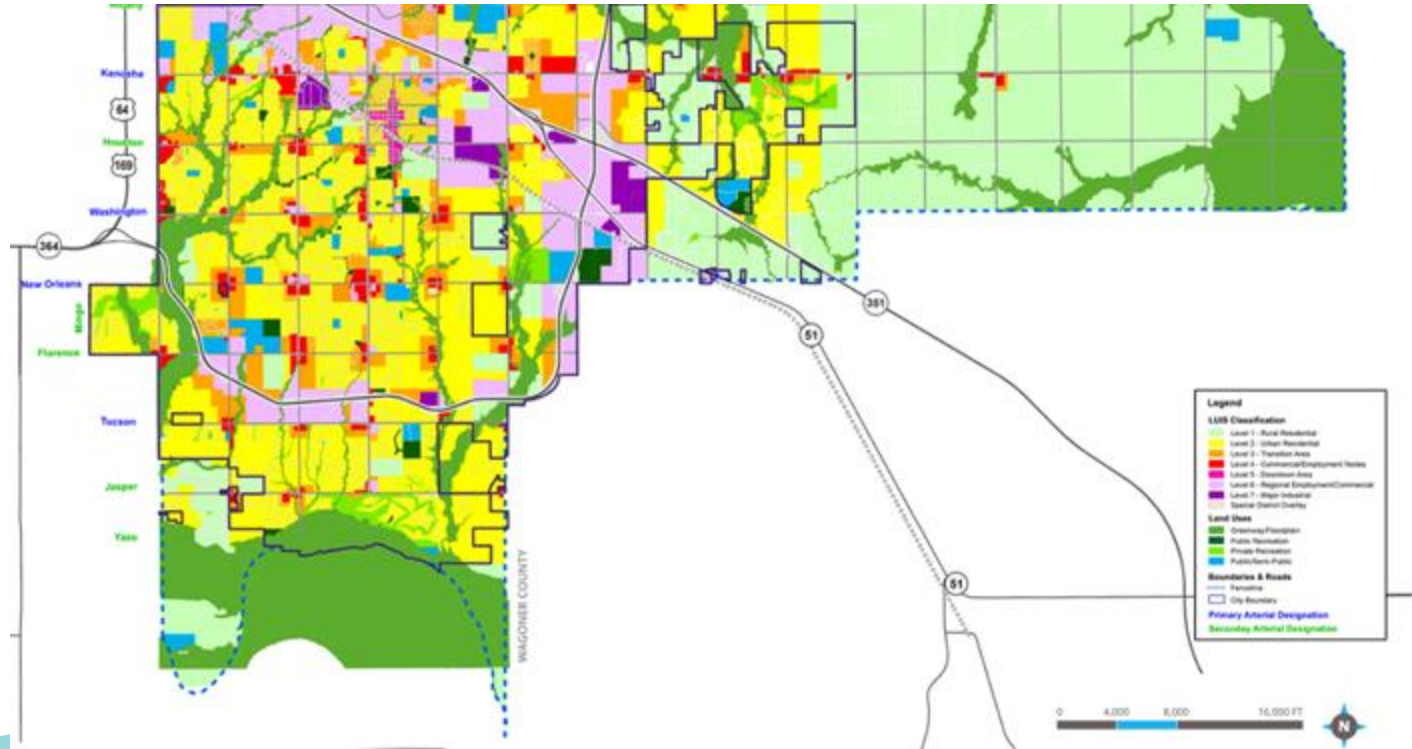 Kenosha
64
Houston
169
Washington
364
New Orleans
Mingo
Florence
351
51
Tucson
Jasper
Yazo
WAGONER COUNTY
51
Legend
LUIS Classification
Level 1 - Rural Residential
Level 2 - Urban Residential
Level 3 - Transition Area
Level 4 - Commercial/Employment Nodes
Level 5 - Downtown Area
Level 6 - Regional Employment/Commercial
Level 7 - Major Industrial
Special District Overlay
Land Uses
Greenway/Floodplain
Public Recreation
Private Recreation
Public/Semi-Public
Boundaries & Roads
Fenceline
City Boundary
Primary Arterial Designation
Secondary Arterial Designation
0 4,000 8,000 16,000 FT
N